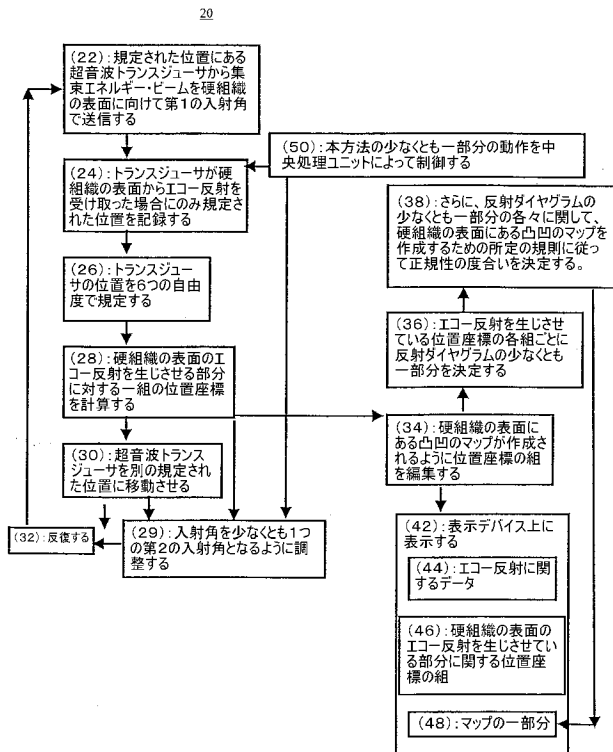 20
(22):規定された位置にある
超音波トランスジューサから集
束エネルギー・ビームを硬組織
の表面に向けて第1の入射角
で送信する
(50):本方法の少なくとも一部分の動作を中
央処理ユニットによって制御する
(24):トランスジューサが硬
組織の表面からエコー反射を
受け取った場合にのみ規定さ
れた位置を記録する
(38):さらに、反射ダイヤグラムの
少なくとも一部分の各々に関して、
硬組織の表面にある凸凹のマップを
作成するための所定の規則に従っ
て正規性の度合いを決定する。
(26):トランスジュー
サの位置を6つの自由
度で規定する
(36):エコー反射を生じさせ
ている位置座標の各組ごとに
反射ダイヤグラムの少なくとも
一部分を決定する
(28):硬組織の表面のエ
コー反射を生じさせる部分
に対する一組の位置座標
を計算する
(34):硬組織の表面に
ある凸凹のマップが作成さ
れるように位置座標の組
を編集する
(30):超音波トランス
ジューサを別の規定され
た位置に移動させる
(32):反復する
(29):入射角を少なくとも1つ
の第2の入射角となるように調
整する
(42):表示デバイス上に
表示する
(44):エコー反射に関
するデータ
(46):硬組織の表面の
エコー反射を生じさせてい
る部分に関する位置座
標の組
(48):マップの一部分